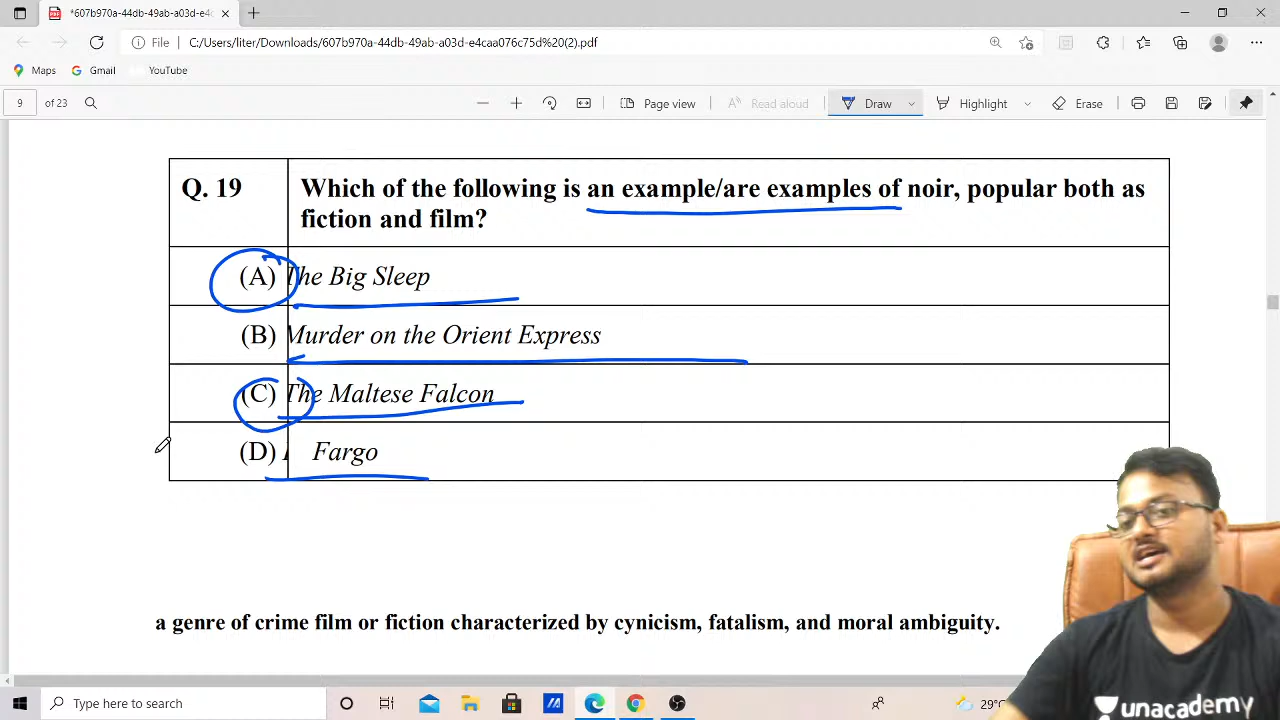 *607b970a-44db-49ab-a03d-e4c
File C:/Users/liter/Downloads/607b970a-44db-49ab-a03d-e4caa076c75d%20(2).pdf
Maps Gmail YouTube
9 of 23 Page view Read aloud Draw Highlight Erase
Q. 19 Which of the following is an example/are examples of noir, popular both as
fiction and film?
(A) The Big Sleep
(B) Murder on the Orient Express
(C) The Maltese Falcon
(D) Fargo
a genre of crime film or fiction characterized by cynicism, fatalism, and moral ambiguity.
unacademy
Type here to search 29°